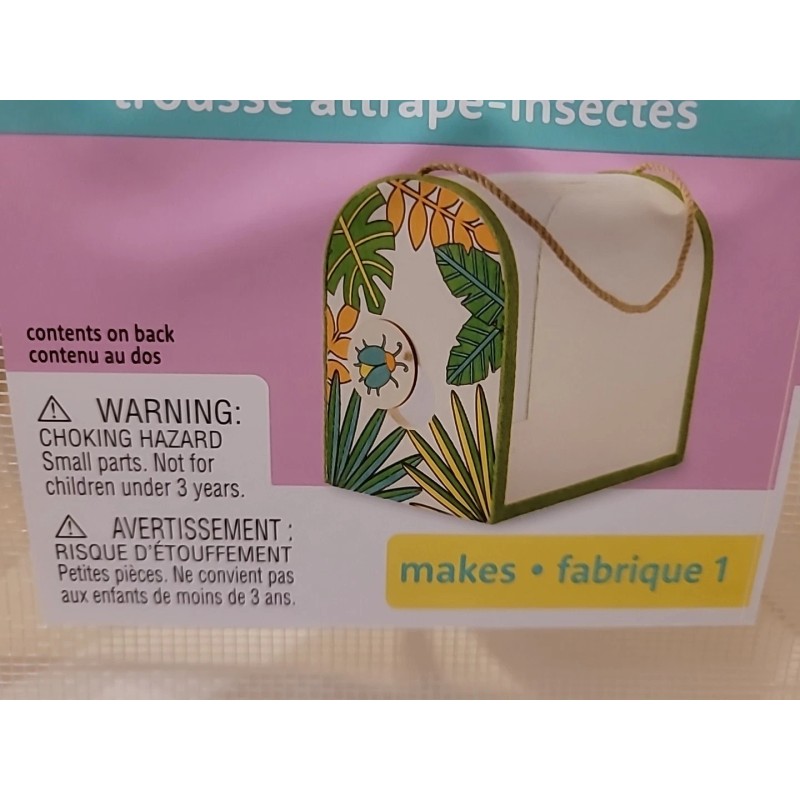 trousse attrape-insectes
contents on back
contenu au dos
⚠ WARNING:
CHOKING HAZARD
Small parts. Not for
children under 3 years.
⚠ AVERTISSEMENT :
RISQUE D'ÉTOUFFEMENT
Petites pièces. Ne convient pas
aux enfants de moins de 3 ans.
makes • fabrique 1